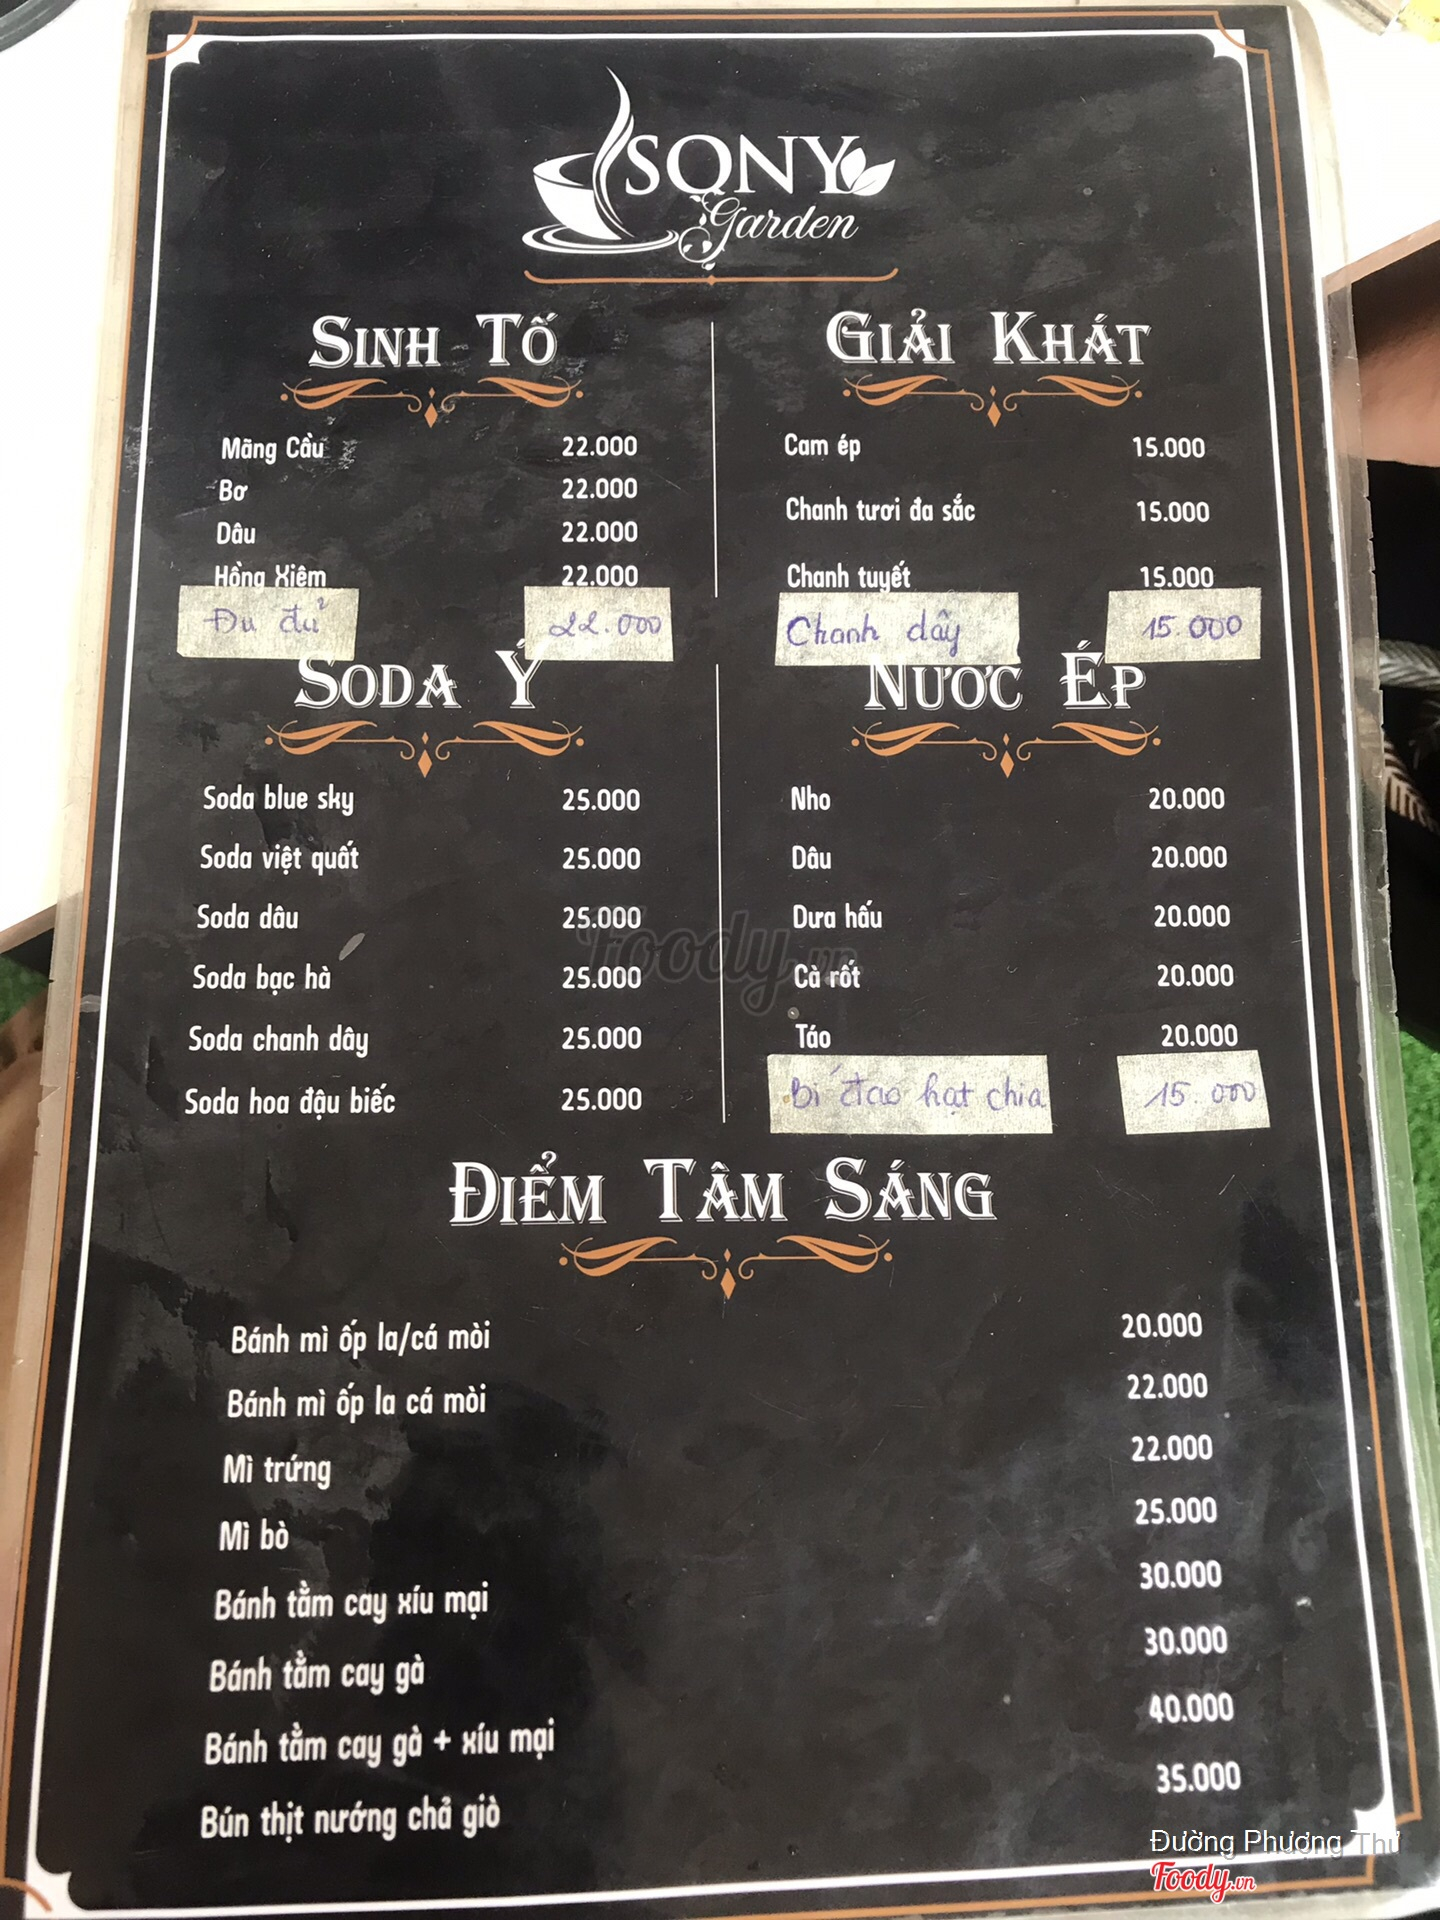 SONY
Garden
SINH TỐ
Mãng Cầu 22.000
Bơ 22.000
Dâu 22.000
Hồng Xiêm 22.000
Đu đủ 22.000
GIẢI KHÁT
Cam ép 15.000
Chanh tươi đa sắc 15.000
Chanh tuyết 15.000
Chanh dây 15.000
SODA Ý
Soda blue sky 25.000
Soda việt quất 25.000
Soda dâu 25.000
Soda bạc hà 25.000
Soda chanh dây 25.000
Soda hoa đậu biếc 25.000
NƯỚC ÉP
Nho 20.000
Dâu 20.000
Dưa hấu 20.000
Cà rốt 20.000
Táo 20.000
Bí đao hạt chia 15.000
Foody.vn
ĐIỂM TÂM SÁNG
Bánh mì ốp la/cá mòi 20.000
Bánh mì ốp la cá mòi 22.000
Mì trứng 22.000
Mì bò 25.000
Bánh tằm cay xíu mại 30.000
Bánh tằm cay gà 30.000
Bánh tằm cay gà + xíu mại 40.000
Bún thịt nướng chả giò 35.000
Đường Phương Thư
Foody.vn